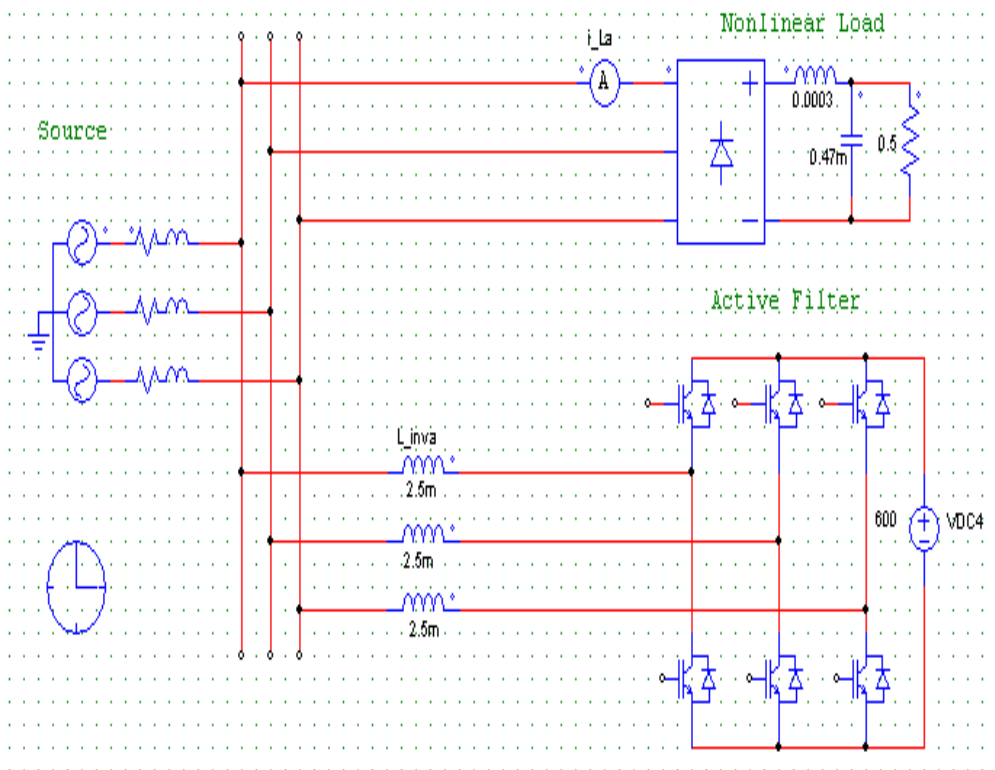 Nonlinear Load
i_La
A
0.0003
Source
0.47m
0.5
Active Filter
L_inva
2.5m
600
VDC4
2.5m
2.5m